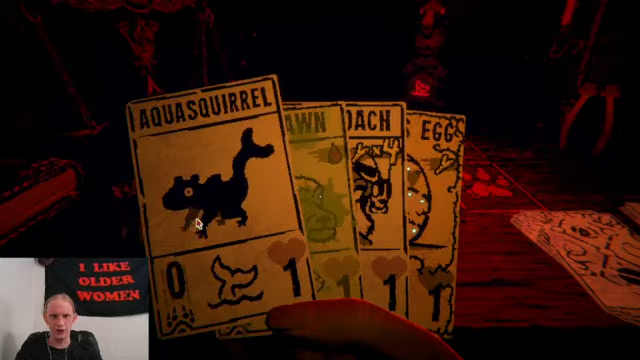 AQUASQUIRREL
AWN
OACH
EGG
0
1
1
1
1
I LIKE
OLDER
WOMEN